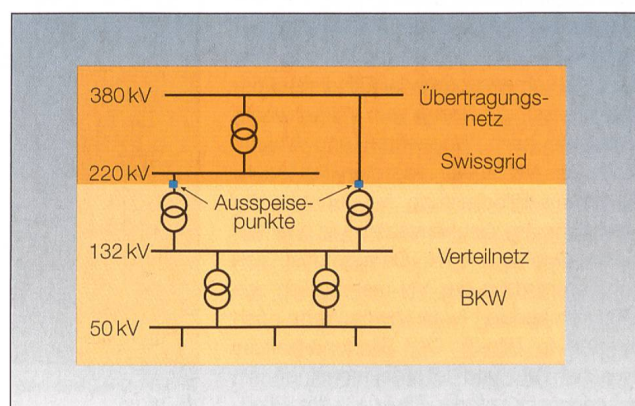 380 kV
Übertragungs-
netz
Swissgrid
220 kV
Ausspeise-
punkte
132 kV
Verteilnetz
BKW
50 kV